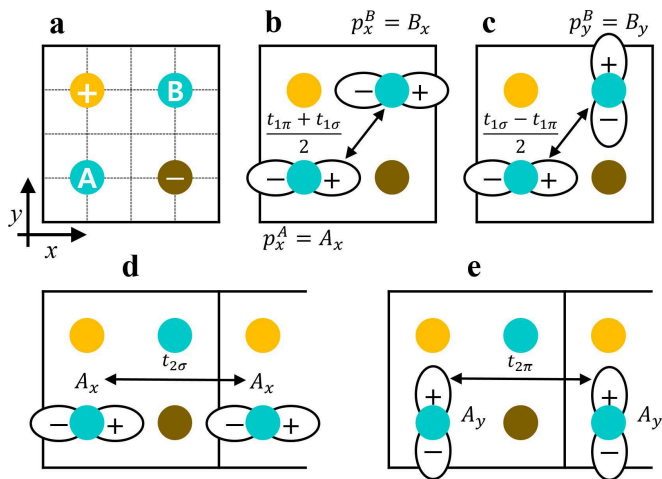 a
b
c
p_x^B = B_x
p_y^B = B_y
+
B
A
−
y
x
− +
(t_{1π} + t_{1σ})/2
− +
p_x^A = A_x
+
−
(t_{1σ} − t_{1π})/2
− +
d
e
t_{2σ}
A_x
A_x
− +
− +
t_{2π}
+
+
A_y
A_y
−
−